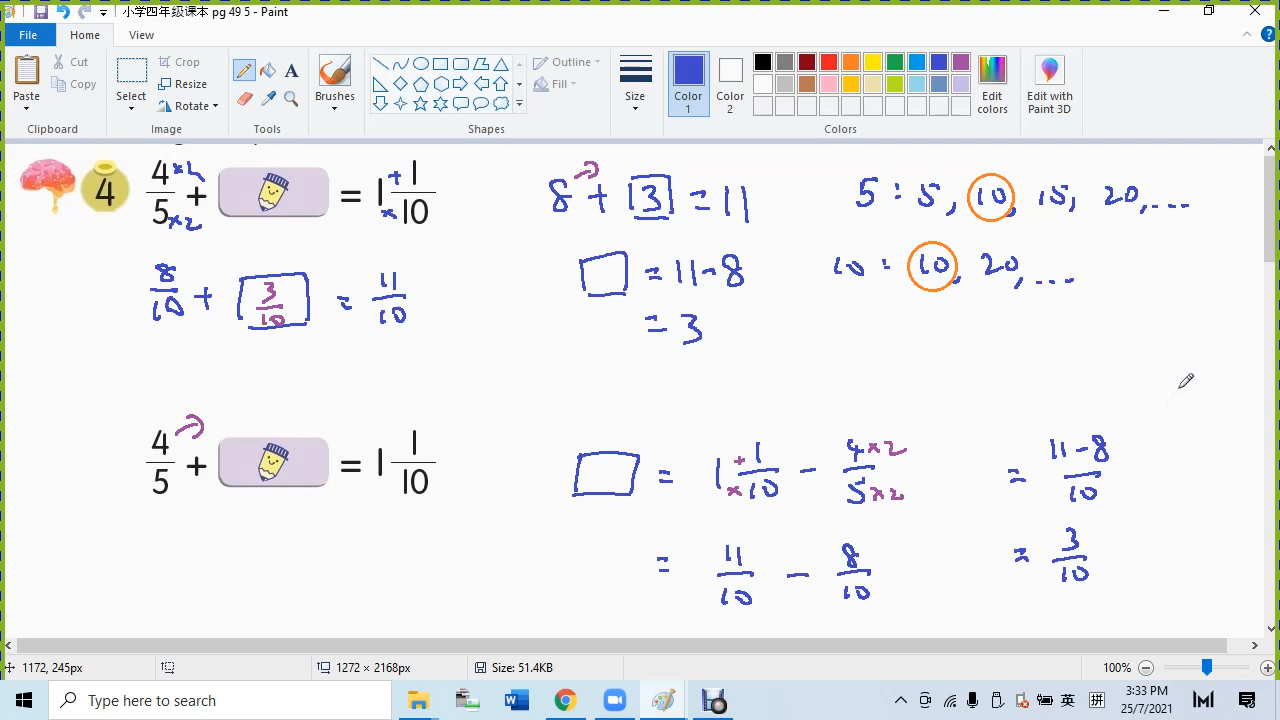 小学四年级课本 pg 49 5 - Paint
File Home View
Paste Cut Copy Select Crop Resize Rotate Brushes Size Outline Fill Color 1 Color 2 Edit colors Edit with Paint 3D
Clipboard Image Tools Shapes Colors
4 4/5 + = 1 1/10
×2 + ×
8 + 3 = 11
5 : 5, 10, 15, 20, ...
8/10 + 3/10 = 11/10
□ = 11 - 8
10 : 10, 20, ...
= 3
4/5 + = 1 1/10
□ = 1 + × 1/10 - 4×2/5×2 = 11-8/10
= 11/10 - 8/10 = 3/10
1172, 245px 1272 × 2168px Size: 51.4KB 100%
Type here to search
英 拼 3:33 PM
25/7/2021